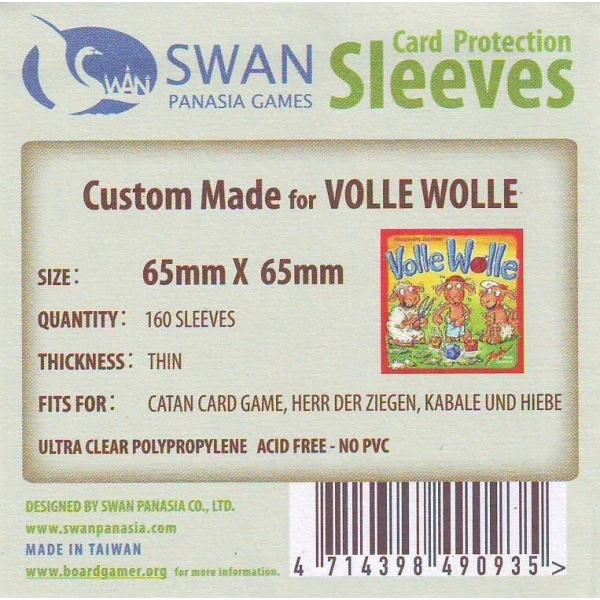 SWAN
SWAN
PANASIA GAMES
Card Protection
Sleeves
Custom Made for VOLLE WOLLE
Volle Wolle
SIZE: 65mm X 65mm
QUANTITY: 160 SLEEVES
THICKNESS: THIN
FITS FOR: CATAN CARD GAME, HERR DER ZIEGEN, KABALE UND HIEBE
ULTRA CLEAR POLYPROPYLENE ACID FREE - NO PVC
DESIGNED BY SWAN PANASIA CO., LTD.
www.swanpanasia.com
MADE IN TAIWAN
www.boardgamer.org for more information.
4 714398 490935 >